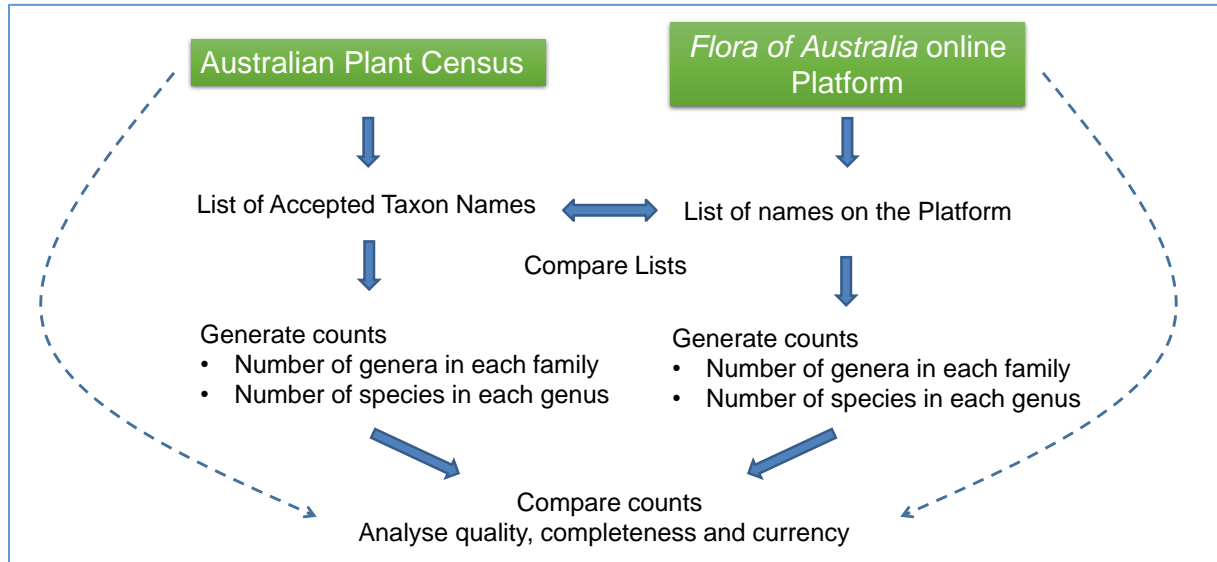 Australian Plant Census
Flora of Australia online
Platform
List of Accepted Taxon Names
List of names on the Platform
Compare Lists
Generate counts
• Number of genera in each family
• Number of species in each genus
Generate counts
• Number of genera in each family
• Number of species in each genus
Compare counts
Analyse quality, completeness and currency